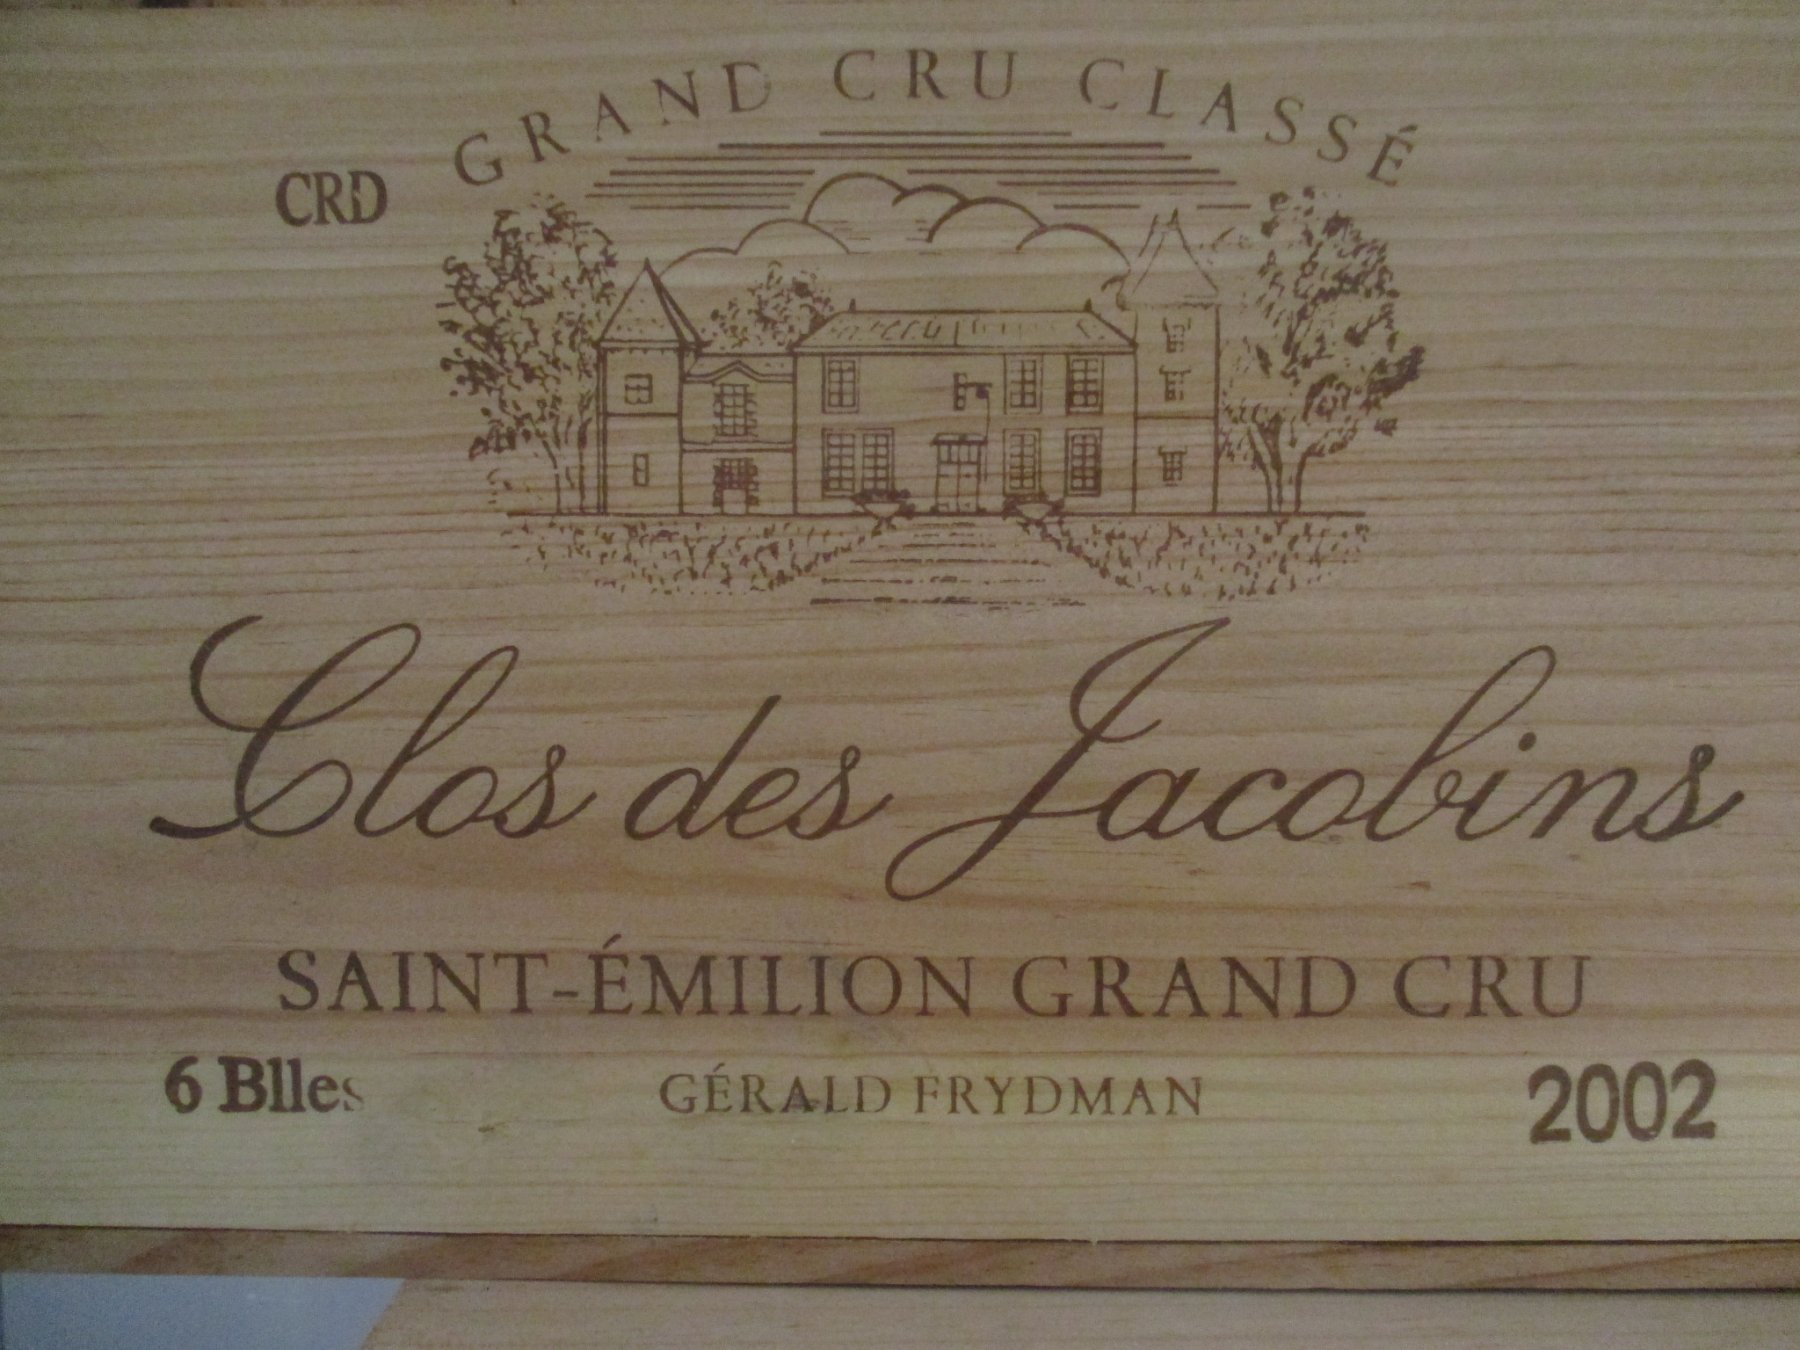 GRAND CRU CLASSÉ
CRD
Clos des Jacobins
SAINT-ÉMILION GRAND CRU
6 Blles
GÉRALD FRYDMAN
2002